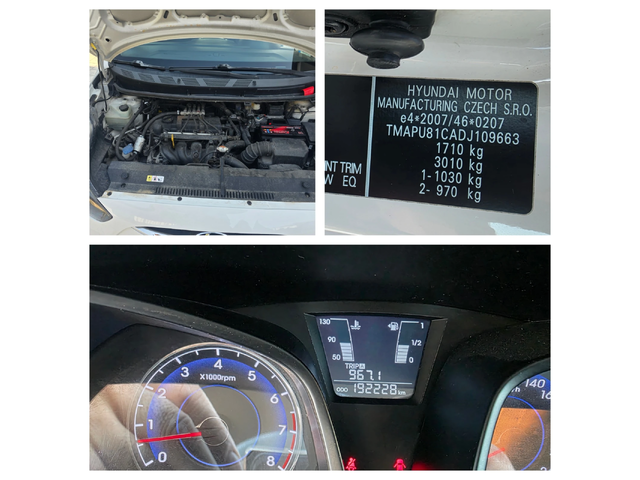 HYUNDAI MOTOR
MANUFACTURING CZECH S.R.O.
e4*2007/46*0207
TMAPU81CADJ109663
1710 kg
3010 kg
1- 1030 kg
2- 970 kg
NT TRIM
W EQ
130
90
50
1
1/2
0
TRIP
967.1
ODO 192228 km
X1000rpm
0
1
2
3
4
5
6
7
8
140